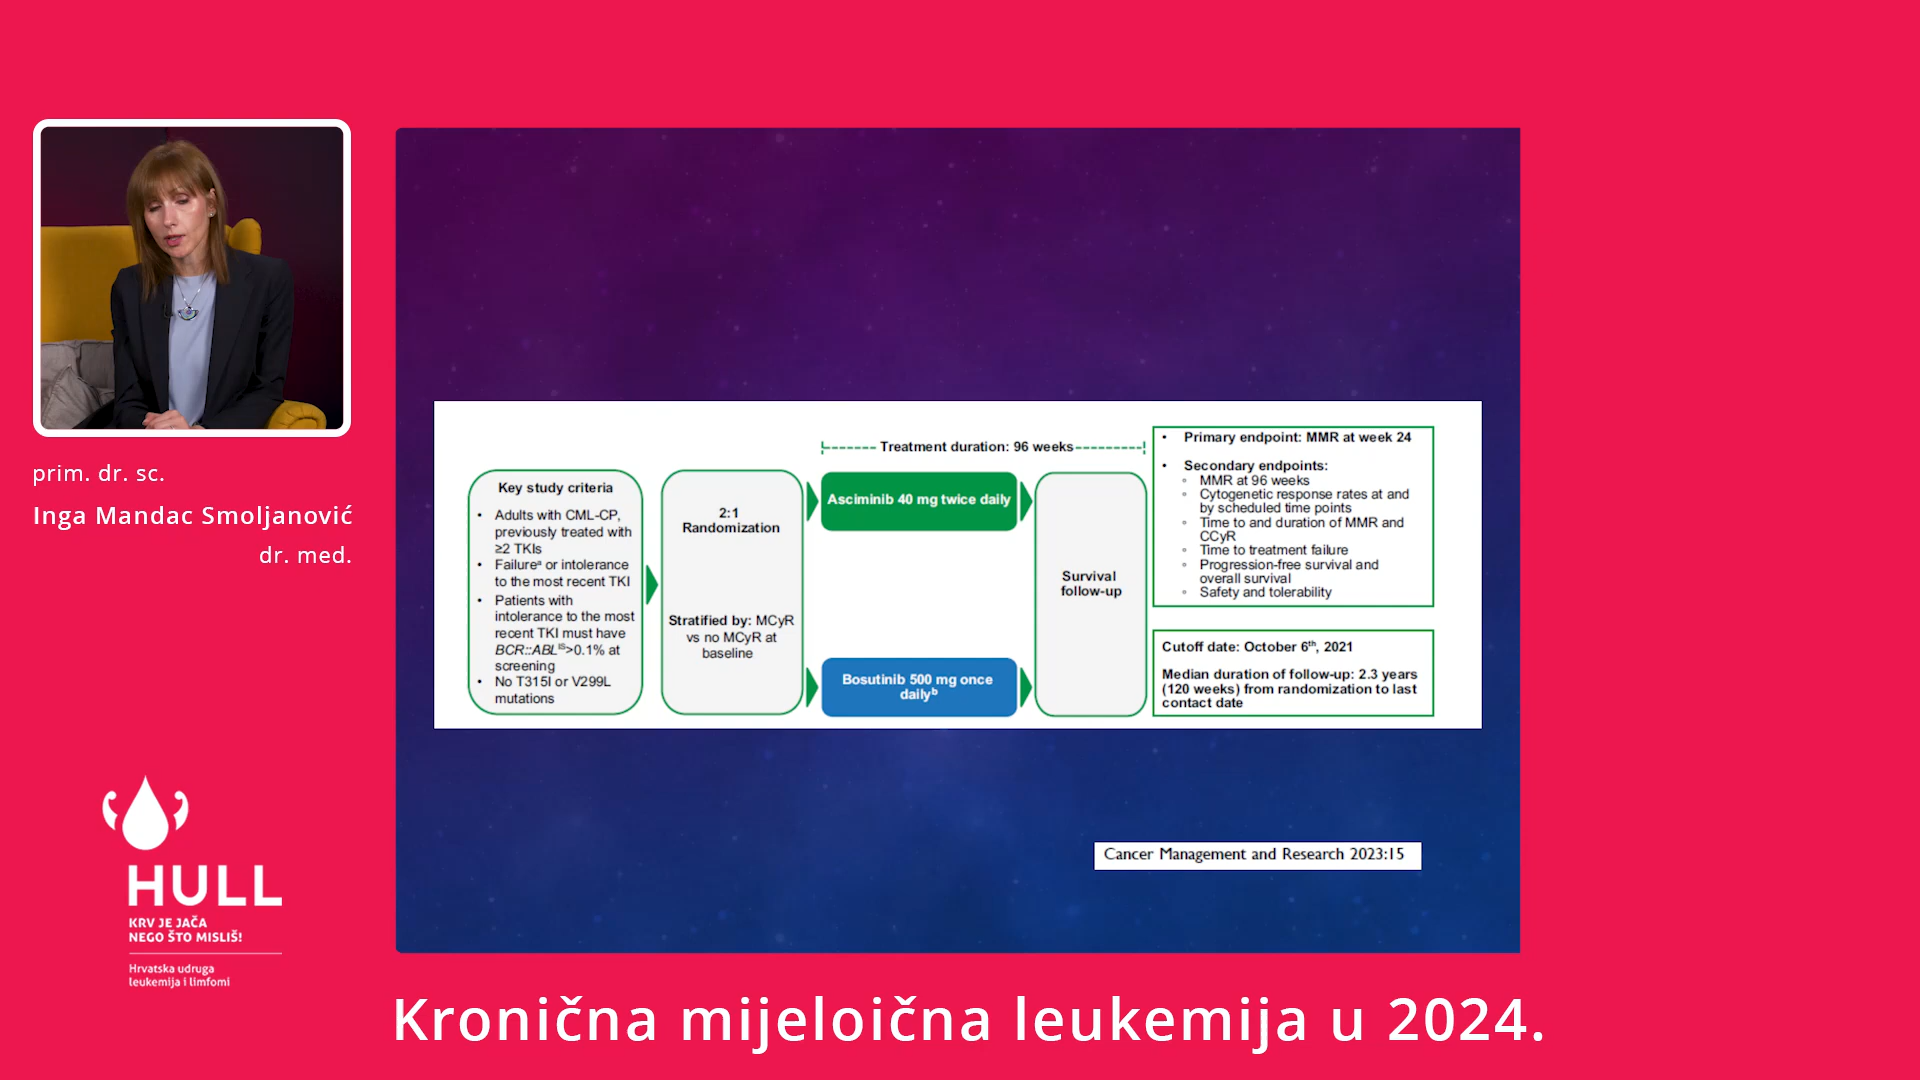 prim. dr. sc.
Inga Mandac Smoljanović
dr. med.
HULL
KRV JE JAČA
NEGO ŠTO MISLIŠ!
Hrvatska udruga
leukemija i limfomi
Key study criteria
• Adults with CML-CP,
previously treated with
≥2 TKIs
• Failureᵃ or intolerance
to the most recent TKI
• Patients with
intolerance to the most
recent TKI must have
BCR::ABLᴵˢ>0.1% at
screening
• No T315I or V299L
mutations
2:1
Randomization
Stratified by: MCyR
vs no MCyR at
baseline
Treatment duration: 96 weeks
Asciminib 40 mg twice daily
Bosutinib 500 mg once
dailyᵇ
Survival
follow-up
• Primary endpoint: MMR at week 24
• Secondary endpoints:
◦ MMR at 96 weeks
◦ Cytogenetic response rates at and
by scheduled time points
◦ Time to and duration of MMR and
CCyR
◦ Time to treatment failure
◦ Progression-free survival and
overall survival
◦ Safety and tolerability
Cutoff date: October 6ᵗʰ, 2021
Median duration of follow-up: 2.3 years
(120 weeks) from randomization to last
contact date
Cancer Management and Research 2023:15
Kronična mijeloična leukemija u 2024.